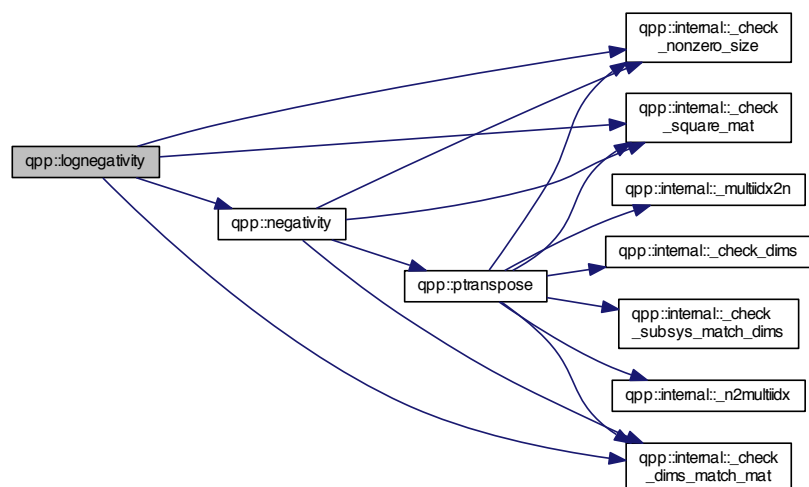 qpp::lognegativity
qpp::negativity
qpp::ptranspose
qpp::internal::_check
_nonzero_size
qpp::internal::_check
_square_mat
qpp::internal::_multiidx2n
qpp::internal::_check_dims
qpp::internal::_check
_subsys_match_dims
qpp::internal::_n2multiidx
qpp::internal::_check
_dims_match_mat